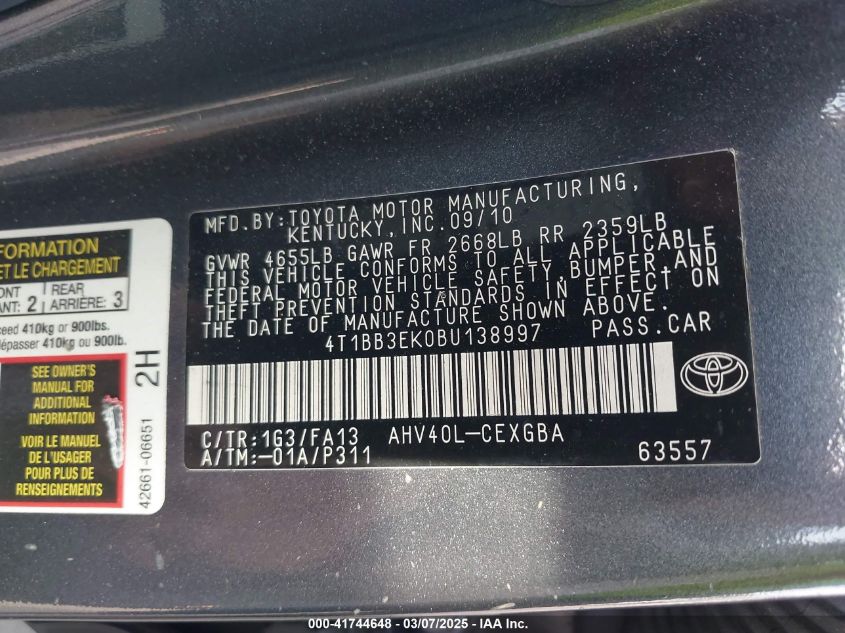 FORMATION
ET LE CHARGEMENT
2 REAR
ARRIÈRE: 3
410kg or 900lbs.
410kg ou 900lb.
SEE OWNER'S
MANUAL FOR
ADDITIONAL
INFORMATION
VOIR LE MANUEL
DE L'USAGER
POUR PLUS DE
RENSEIGNEMENTS
2H
42661-06651
MFD. BY: TOYOTA MOTOR MANUFACTURING,
KENTUCKY, INC. 09/10
GVWR 4655LB GAWR FR 2668LB RR 2359LB
THIS VEHICLE CONFORMS TO ALL APPLICABLE
FEDERAL MOTOR VEHICLE SAFETY, BUMPER AND
THEFT PREVENTION STANDARDS IN EFFECT ON
THE DATE OF MANUFACTURE SHOWN ABOVE.
4T1BB3EK0BU138997 PASS.CAR
C/TR:1G3/FA13 AHV40L-CEXGBA
A/TM:-01A/P311 63557
000-41744648 - 03/07/2025 - IAA Inc.